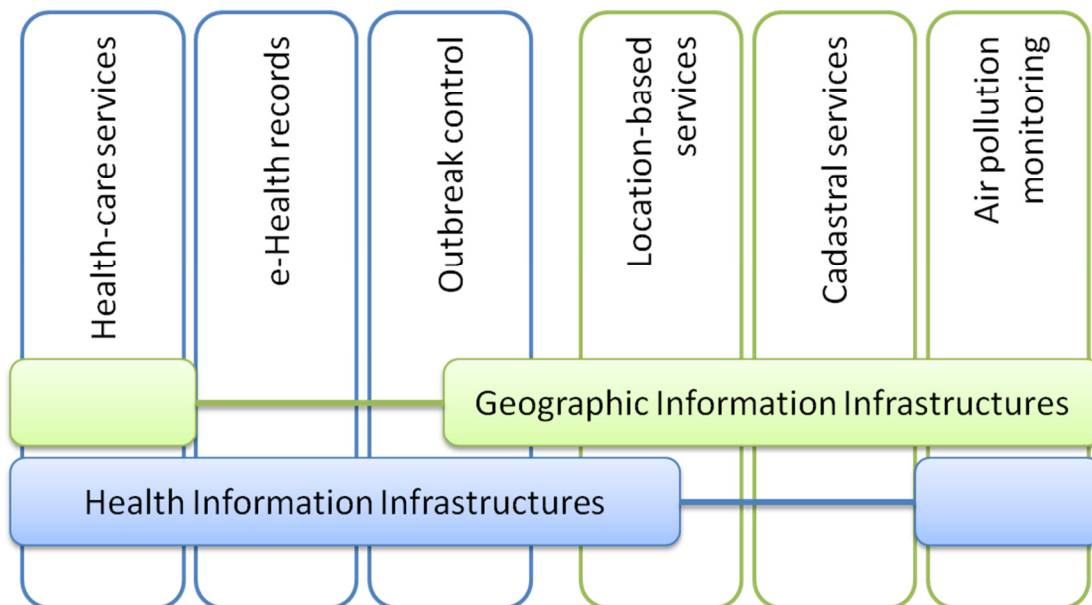 Health-care services
e-Health records
Outbreak control
Location-based
services
Cadastral services
Air pollution
monitoring
Geographic Information Infrastructures
Health Information Infrastructures